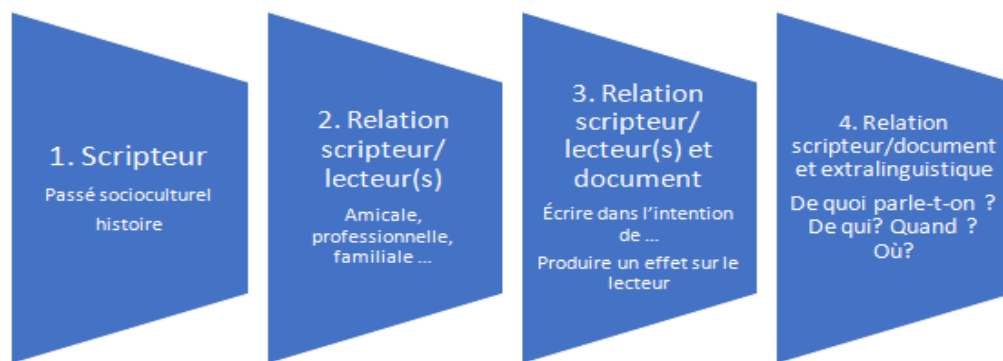 1. Scripteur
Passé socioculturel
histoire
2. Relation
scripteur/
lecteur(s)
Amicale,
professionnelle,
familiale ...
3. Relation
scripteur/
lecteur(s) et
document
Écrire dans l'intention
de ...
Produire un effet sur le
lecteur
4. Relation
scripteur/document
et extralinguistique
De quoi parle-t-on ?
De qui? Quand ?
Où?